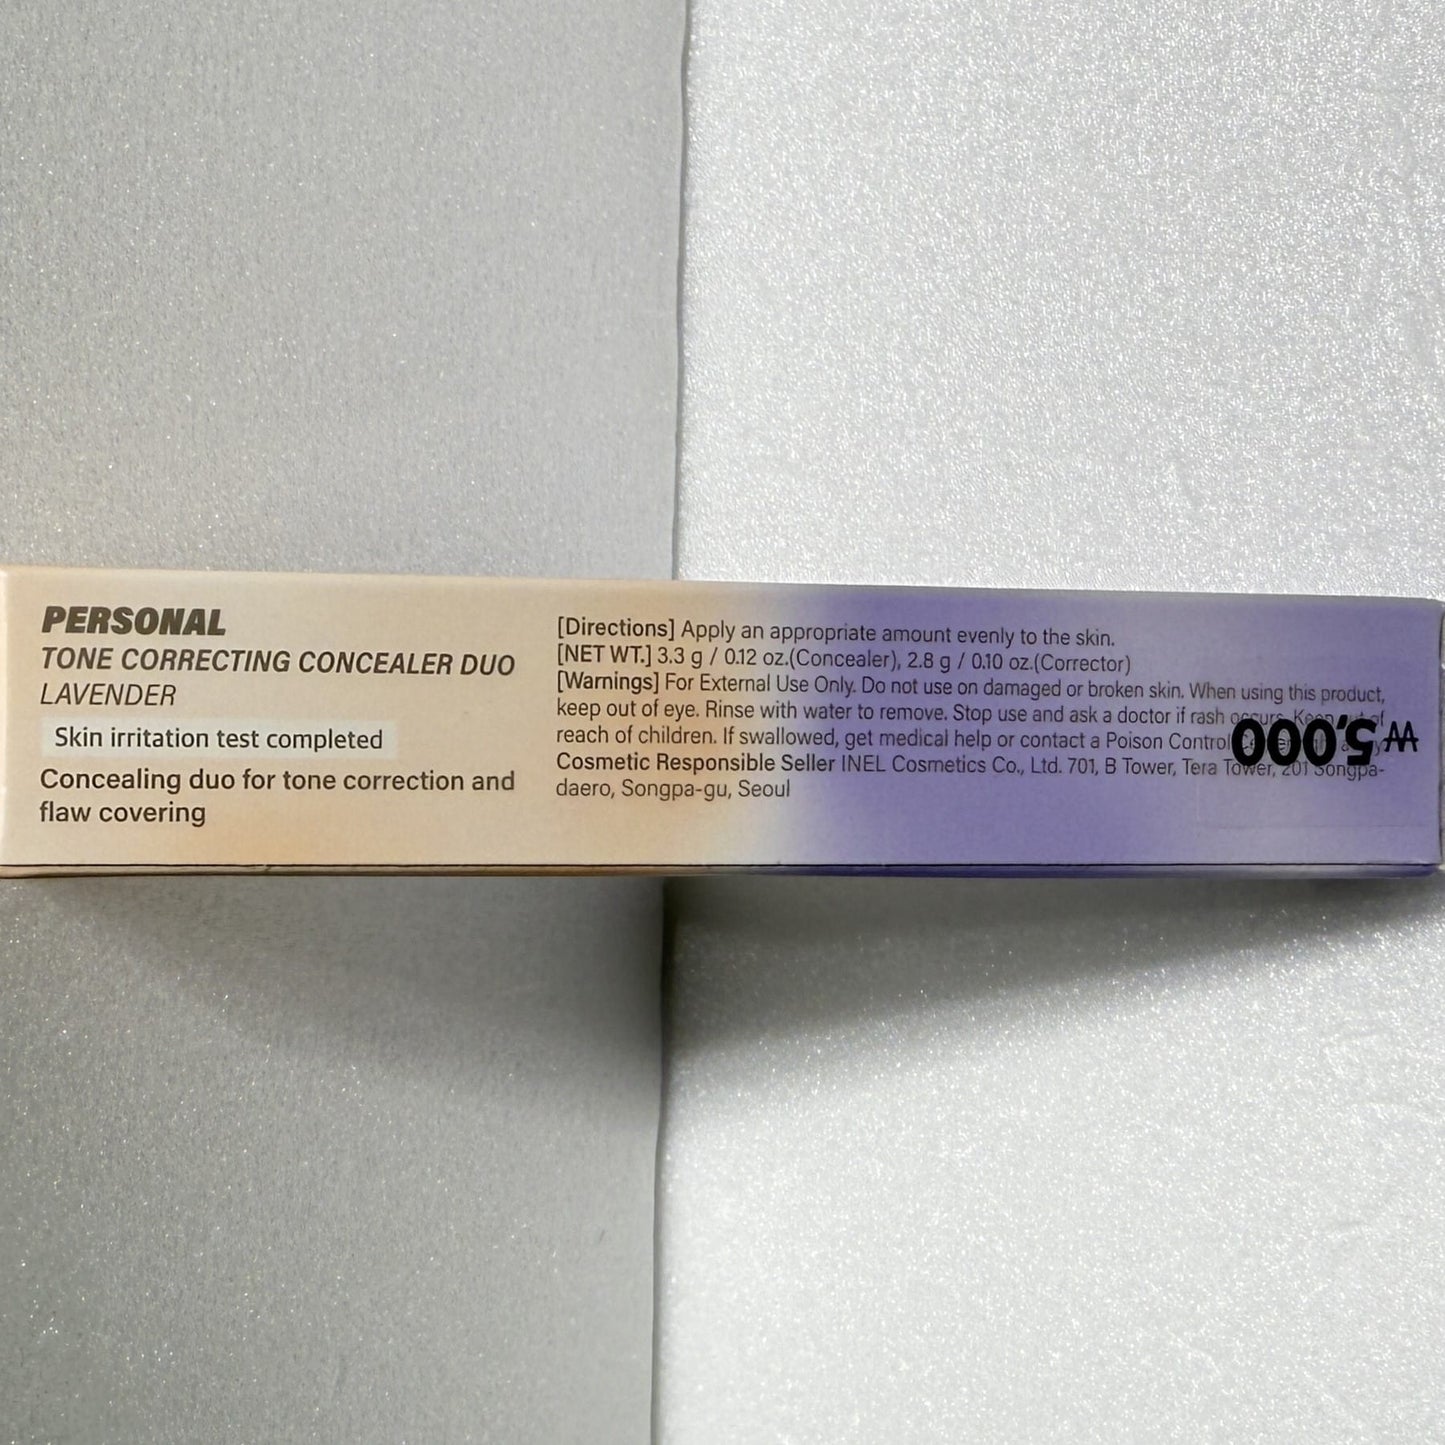 PERSONAL
TONE CORRECTING CONCEALER DUO
LAVENDER
Skin irritation test completed
Concealing duo for tone correction and
flaw covering
[Directions] Apply an appropriate amount evenly to the skin.
[NET WT.] 3.3 g / 0.12 oz.(Concealer), 2.8 g / 0.10 oz.(Corrector)
[Warnings] For External Use Only. Do not use on damaged or broken skin. When using this product,
keep out of eye. Rinse with water to remove. Stop use and ask a doctor if rash occurs. Keep out of
reach of children. If swallowed, get medical help or contact a Poison Control
Cosmetic Responsible Seller INEL Cosmetics Co., Ltd. 701, B Tower, Tera Tower, 201 Songpa-
daero, Songpa-gu, Seoul
₩5,000